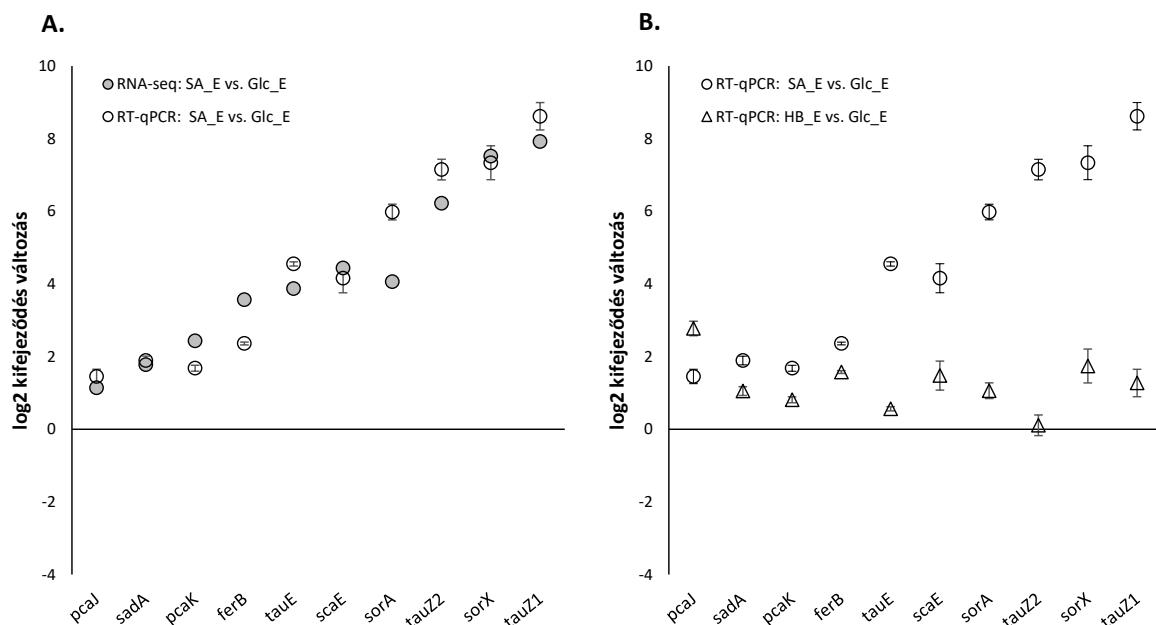 A.
log2 kifejeződés változás
10
8
6
4
2
0
-2
-4
RNA-seq: SA_E vs. Glc_E
RT-qPCR: SA_E vs. Glc_E
pcaJ
sadA
pcaK
ferB
tauE
scaE
sorA
tauZ2
sorX
tauZ1
B.
log2 kifejeződés változás
10
8
6
4
2
0
-2
-4
RT-qPCR: SA_E vs. Glc_E
RT-qPCR: HB_E vs. Glc_E
pcaJ
sadA
pcaK
ferB
tauE
scaE
sorA
tauZ2
sorX
tauZ1